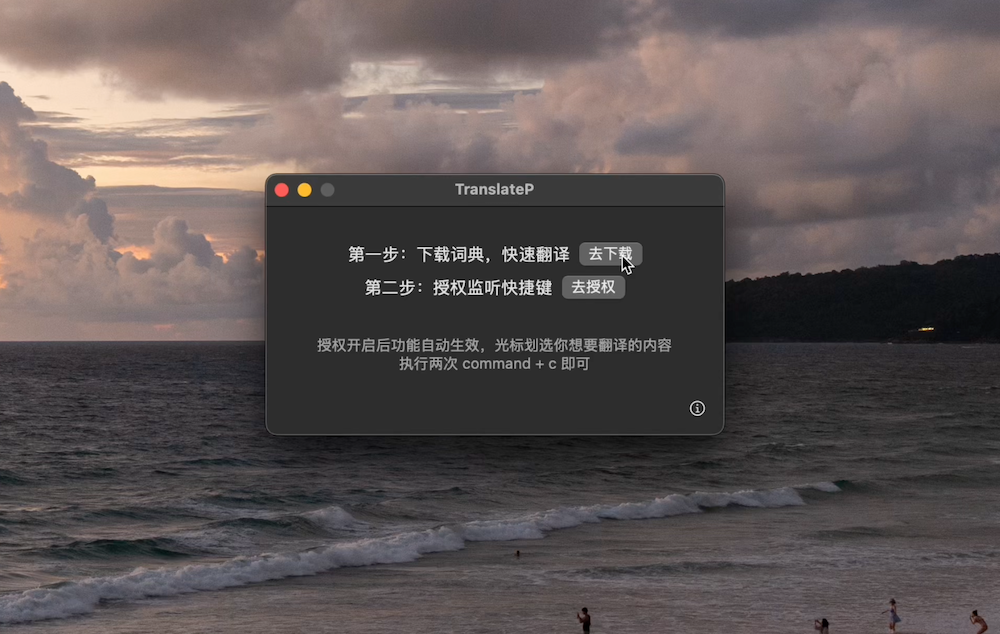 TranslateP
第一步：下载词典，快速翻译 去下载
第二步：授权监听快捷键 去授权
授权开启后功能自动生效，光标划选你想要翻译的内容
执行两次 command + c 即可